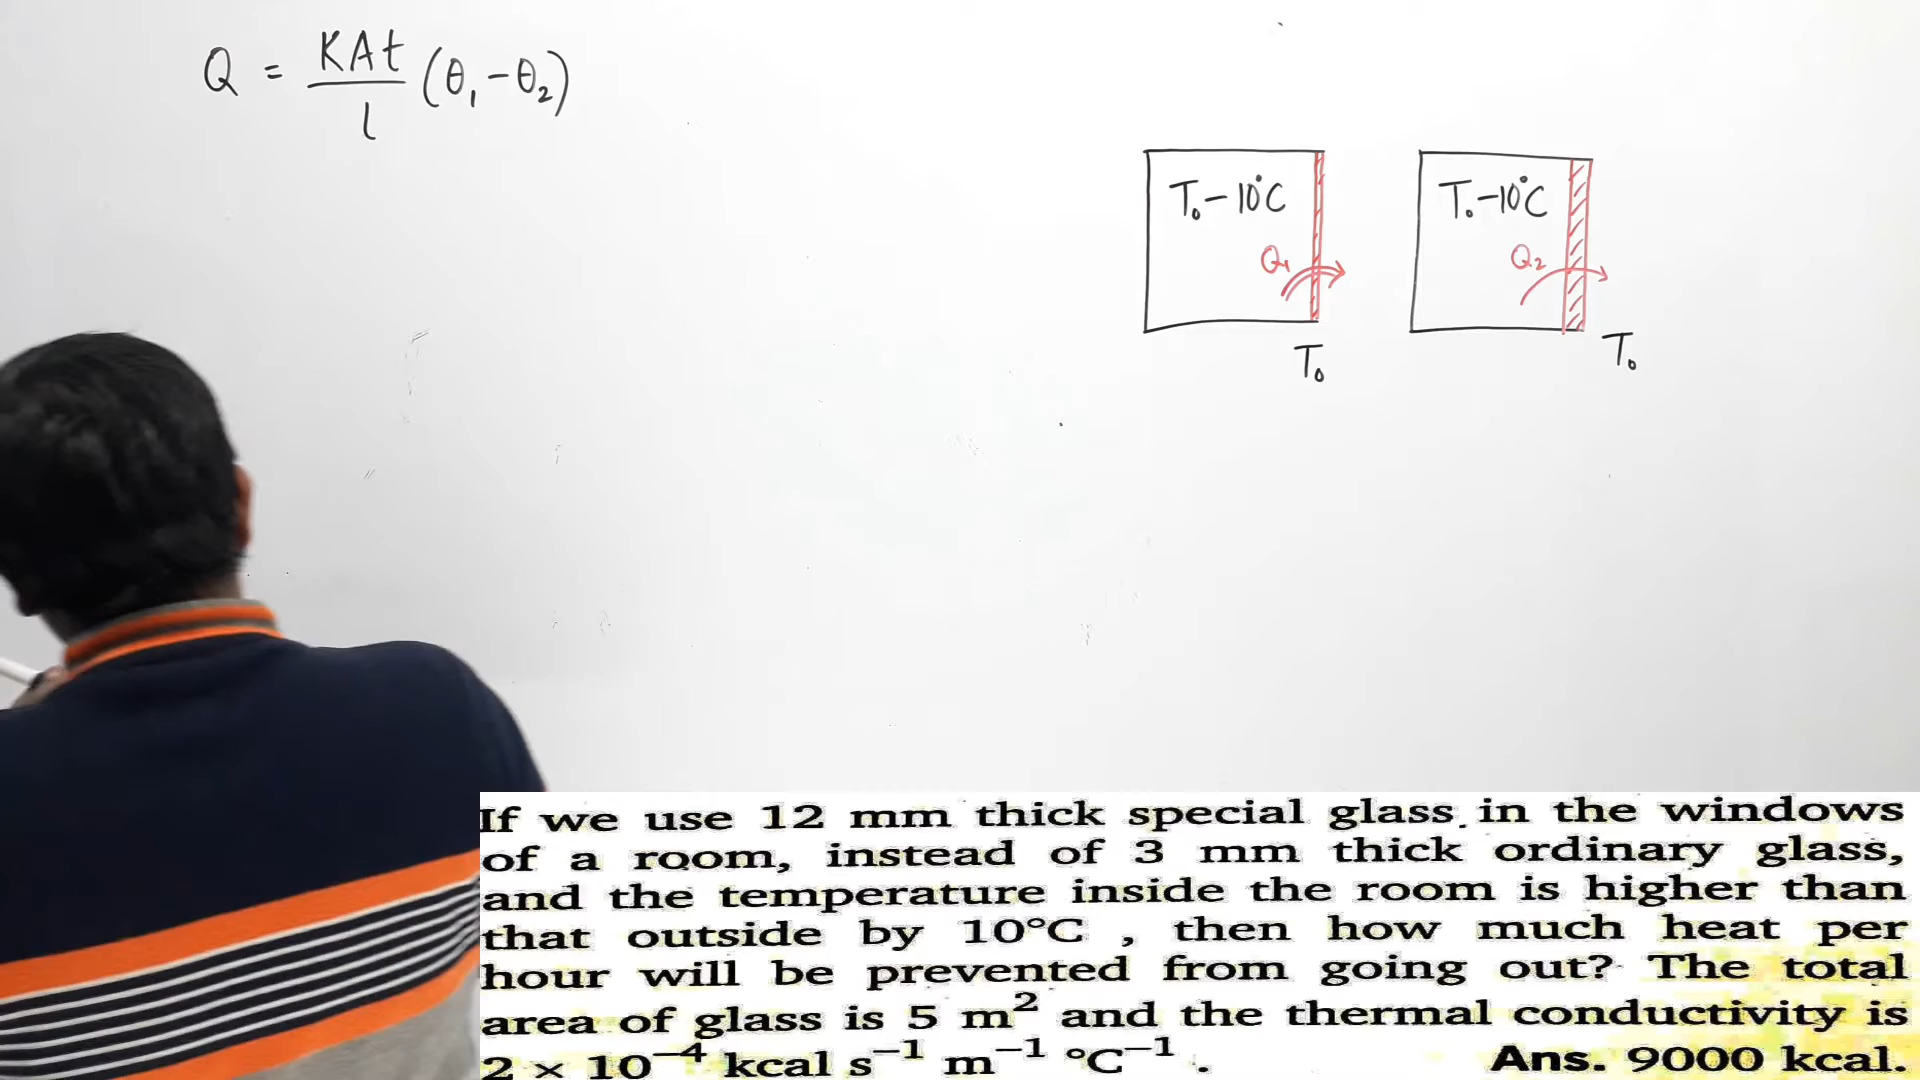 Q = KAt/l (θ₁ - θ₂)
T₀ - 10°C
Q₁
T₀
T₀ - 10°C
Q₂
T₀
If we use 12 mm thick special glass in the windows
of a room, instead of 3 mm thick ordinary glass,
and the temperature inside the room is higher than
that outside by 10°C , then how much heat per
hour will be prevented from going out? The total
area of glass is 5 m² and the thermal conductivity is
2 × 10⁻⁴ kcal s⁻¹ m⁻¹ °C⁻¹ . Ans. 9000 kcal.